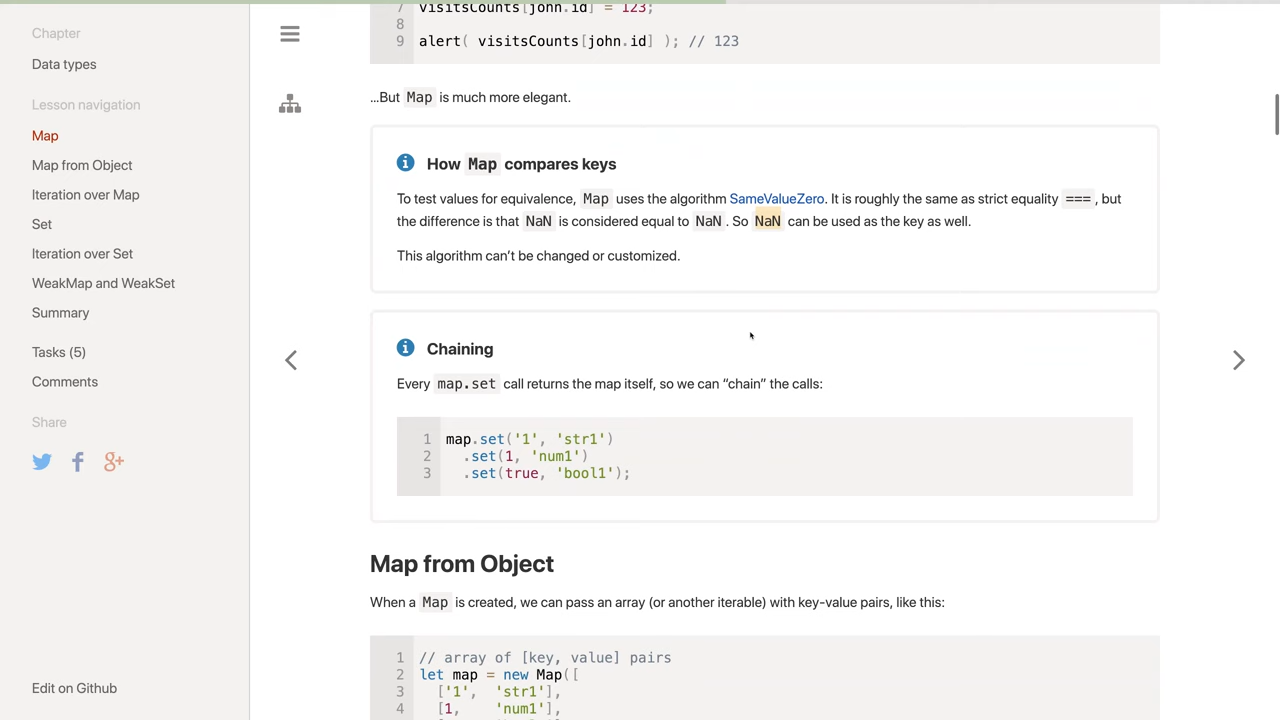 Chapter
Data types
Lesson navigation
Map
Map from Object
Iteration over Map
Set
Iteration over Set
WeakMap and WeakSet
Summary
Tasks (5)
Comments
Share
Edit on Github
7 visitsCounts[john.id] = 123;
8
9 alert( visitsCounts[john.id] ); // 123
…But Map is much more elegant.
How Map compares keys
To test values for equivalence, Map uses the algorithm SameValueZero. It is roughly the same as strict equality ===, but
the difference is that NaN is considered equal to NaN. So NaN can be used as the key as well.
This algorithm can’t be changed or customized.
Chaining
Every map.set call returns the map itself, so we can “chain” the calls:
1 map.set('1', 'str1')
2 .set(1, 'num1')
3 .set(true, 'bool1');
Map from Object
When a Map is created, we can pass an array (or another iterable) with key-value pairs, like this:
1 // array of [key, value] pairs
2 let map = new Map([
3 ['1', 'str1'],
4 [1, 'num1'],